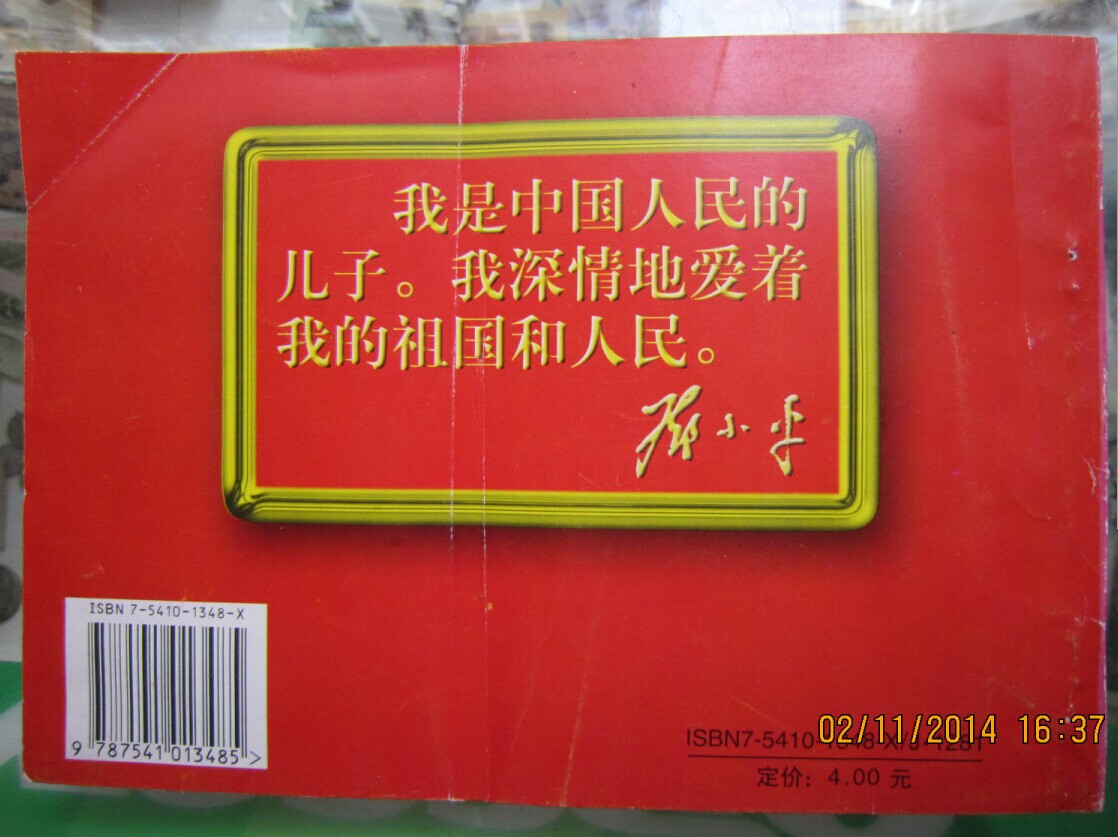 我是中国人民的
儿子。我深情地爱着
我的祖国和人民。
邓小平
ISBN 7-5410-1348-X
9 787541 013485 >
ISBN7-5410-1348-X/J·1281
定价：4.00 元
02/11/2014 16:37